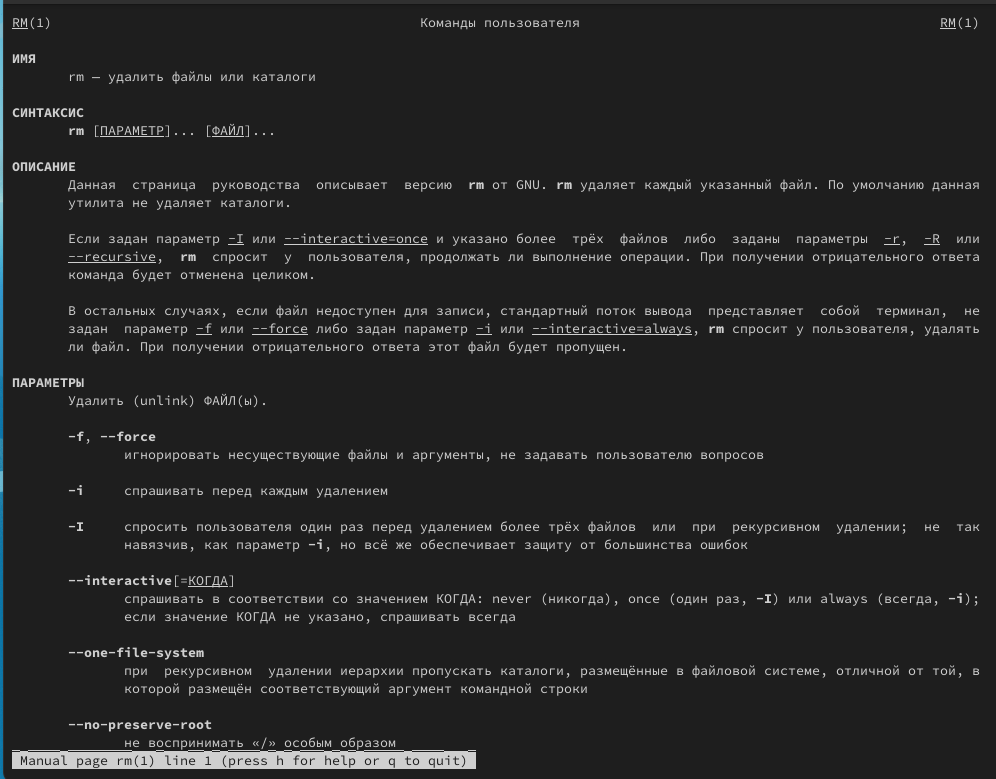 RM(1) Команды пользователя RM(1)
ИМЯ
rm — удалить файлы или каталоги
СИНТАКСИС
rm [ПАРАМЕТР]... [ФАЙЛ]...
ОПИСАНИЕ
Данная страница руководства описывает версию rm от GNU. rm удаляет каждый указанный файл. По умолчанию данная
утилита не удаляет каталоги.
Если задан параметр -I или --interactive=once и указано более трёх файлов либо заданы параметры -r, -R или
--recursive, rm спросит у пользователя, продолжать ли выполнение операции. При получении отрицательного ответа
команда будет отменена целиком.
В остальных случаях, если файл недоступен для записи, стандартный поток вывода представляет собой терминал, не
задан параметр -f или --force либо задан параметр -i или --interactive=always, rm спросит у пользователя, удалять
ли файл. При получении отрицательного ответа этот файл будет пропущен.
ПАРАМЕТРЫ
Удалить (unlink) ФАЙЛ(ы).
-f, --force
игнорировать несуществующие файлы и аргументы, не задавать пользователю вопросов
-i спрашивать перед каждым удалением
-I спросить пользователя один раз перед удалением более трёх файлов или при рекурсивном удалении; не так
навязчив, как параметр -i, но всё же обеспечивает защиту от большинства ошибок
--interactive[=КОГДА]
спрашивать в соответствии со значением КОГДА: never (никогда), once (один раз, -I) или always (всегда, -i);
если значение КОГДА не указано, спрашивать всегда
--one-file-system
при рекурсивном удалении иерархии пропускать каталоги, размещённые в файловой системе, отличной от той, в
которой размещён соответствующий аргумент командной строки
--no-preserve-root
не воспринимать «/» особым образом
Manual page rm(1) line 1 (press h for help or q to quit)